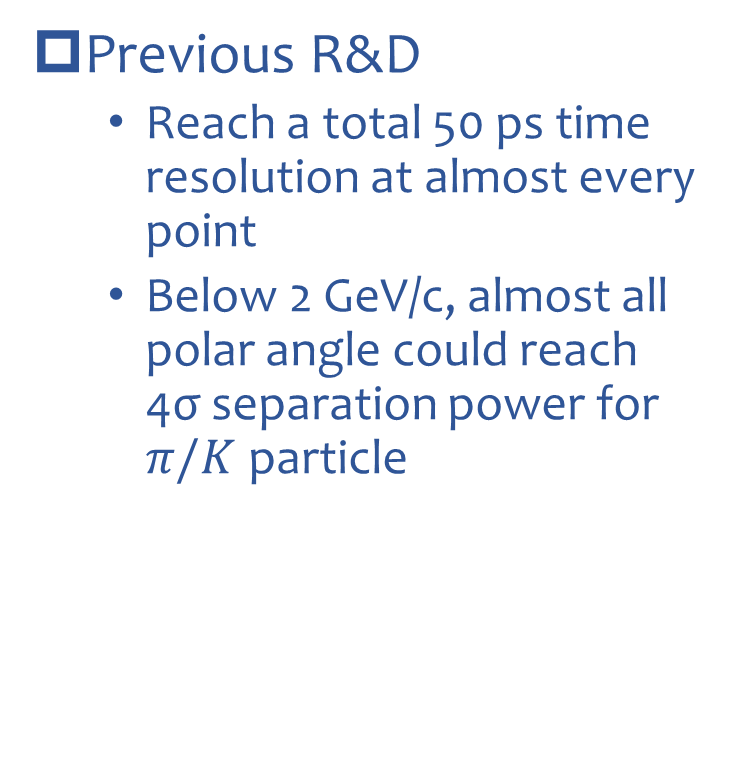 Previous R&D
• Reach a total 50 ps time
resolution at almost every
point
• Below 2 GeV/c, almost all
polar angle could reach
4σ separation power for
π/K particle